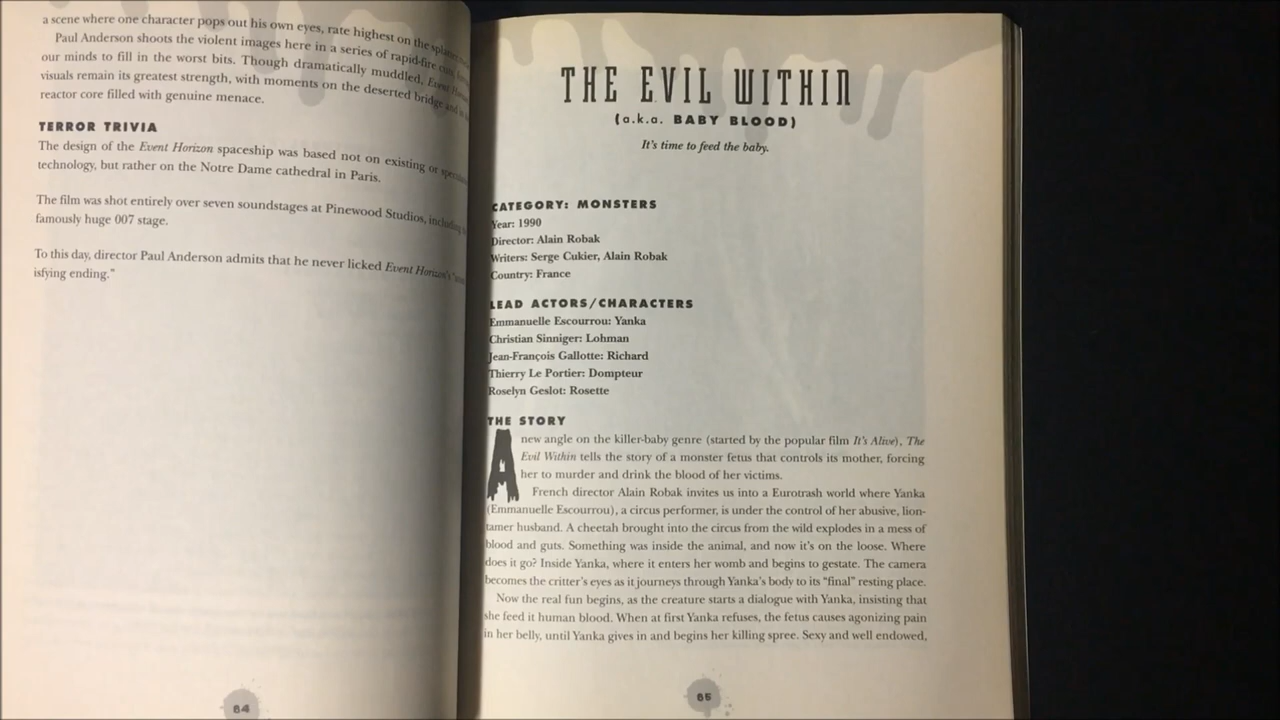 a scene where one character pops out his own eyes, rate highest on the
Paul Anderson shoots the violent images here in a series of rapid-fire
our minds to fill in the worst bits. Though dramatically muddled, Event
visuals remain its greatest strength, with moments on the deserted bridge and
reactor core filled with genuine menace.
TERROR TRIVIA
The design of the Event Horizon spaceship was based not on existing or
technology, but rather on the Notre Dame cathedral in Paris.
The film was shot entirely over seven soundstages at Pinewood Studios, including
famously huge 007 stage.
To this day, director Paul Anderson admits that he never licked Event Horizon's
isfying ending."
64
THE EVIL WITHIN
(a.k.a. BABY BLOOD)
It's time to feed the baby.
CATEGORY: MONSTERS
Year: 1990
Director: Alain Robak
Writers: Serge Cukier, Alain Robak
Country: France
LEAD ACTORS/CHARACTERS
Emmanuelle Escourrou: Yanka
Christian Sinniger: Lohman
Jean-François Gallotte: Richard
Thierry Le Portier: Dompteur
Roselyn Geslot: Rosette
THE STORY
A new angle on the killer-baby genre (started by the popular film It's Alive), The
Evil Within tells the story of a monster fetus that controls its mother, forcing
her to murder and drink the blood of her victims.
French director Alain Robak invites us into a Eurotrash world where Yanka
(Emmanuelle Escourrou), a circus performer, is under the control of her abusive, lion-
tamer husband. A cheetah brought into the circus from the wild explodes in a mess of
blood and guts. Something was inside the animal, and now it's on the loose. Where
does it go? Inside Yanka, where it enters her womb and begins to gestate. The camera
becomes the critter's eyes as it journeys through Yanka's body to its "final" resting place.
Now the real fun begins, as the creature starts a dialogue with Yanka, insisting that
she feed it human blood. When at first Yanka refuses, the fetus causes agonizing pain
in her belly, until Yanka gives in and begins her killing spree. Sexy and well endowed,
65